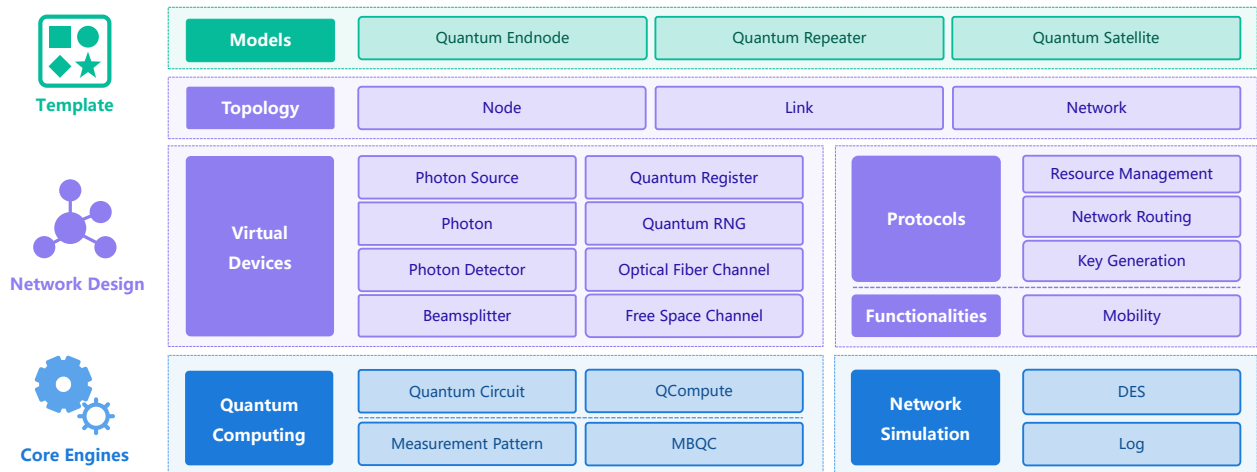 Template
Models
Quantum Endnode
Quantum Repeater
Quantum Satellite
Network Design
Topology
Node
Link
Network
Virtual
Devices
Photon Source
Quantum Register
Photon
Quantum RNG
Photon Detector
Optical Fiber Channel
Beamsplitter
Free Space Channel
Protocols
Resource Management
Network Routing
Key Generation
Functionalities
Mobility
Core Engines
Quantum
Computing
Quantum Circuit
QCompute
Measurement Pattern
MBQC
Network
Simulation
DES
Log